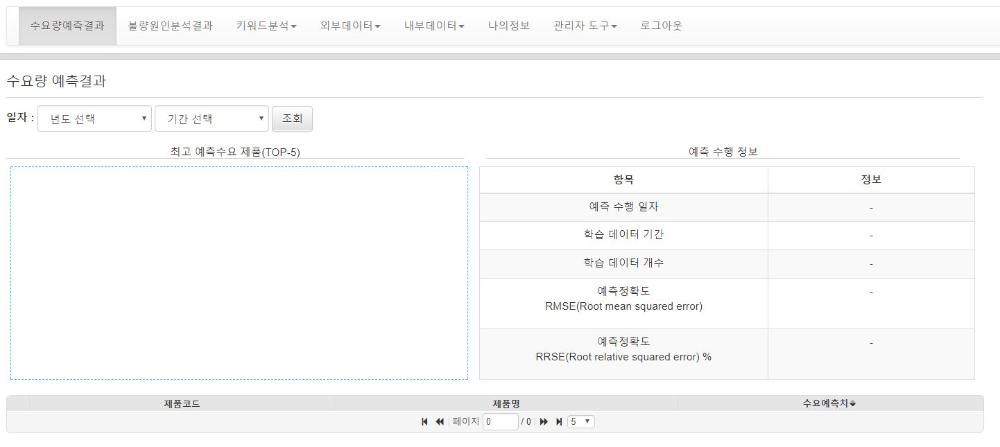 수요량예측결과 불량원인분석결과 키워드분석 외부데이터 내부데이터 나의정보 관리자 도구 로그아웃
수요량 예측결과
일자 : 년도 선택 기간 선택 조회
최고 예측수요 제품(TOP-5)
예측 수행 정보
항목 정보
예측 수행 일자 -
학습 데이터 기간 -
학습 데이터 개수 -
예측정확도 -
RMSE(Root mean squared error)
예측정확도 -
RRSE(Root relative squared error) %
제품코드 제품명 수요예측치
페이지 0 / 0 5